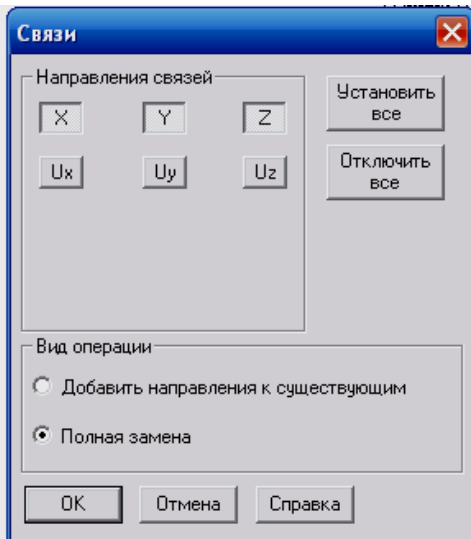 Связи
Направления связей
X Y Z
Установить
все
Ux Uy Uz
Отключить
все
Вид операции
Добавить направления к существующим
Полная замена
OK Отмена Справка